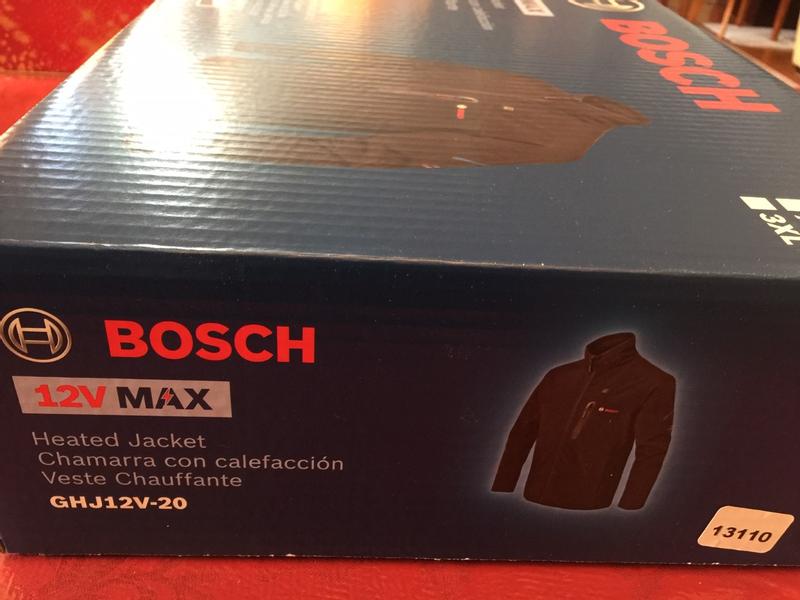 BOSCH
3XL
BOSCH
12V MAX
Heated Jacket
Chamarra con calefacción
Veste Chauffante
GHJ12V-20
13110